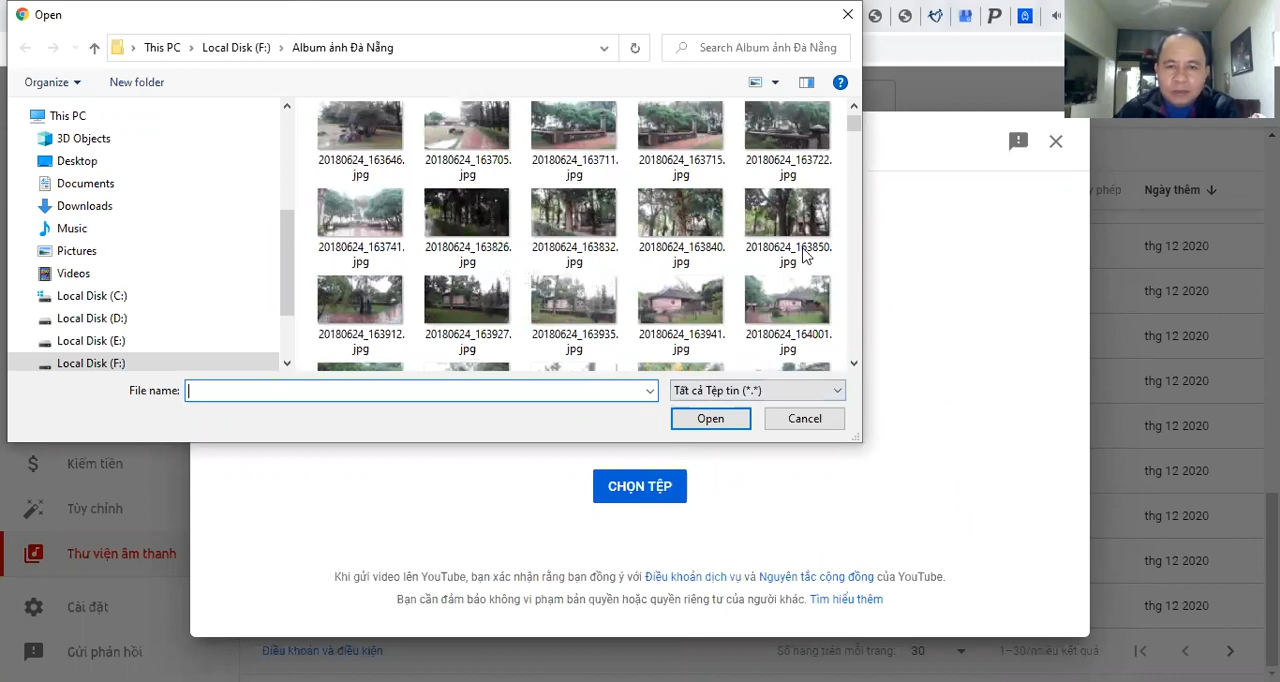 Open
This PC > Local Disk (F:) > Album ảnh Đà Nẵng
Search Album ảnh Đà Nẵng
Organize
New folder
This PC
3D Objects
Desktop
Documents
Downloads
Music
Pictures
Videos
Local Disk (C:)
Local Disk (D:)
Local Disk (E:)
Local Disk (F:)
20180624_163646.jpg
20180624_163705.jpg
20180624_163711.jpg
20180624_163715.jpg
20180624_163722.jpg
20180624_163741.jpg
20180624_163826.jpg
20180624_163832.jpg
20180624_163840.jpg
20180624_163850.jpg
20180624_163912.jpg
20180624_163927.jpg
20180624_163935.jpg
20180624_163941.jpg
20180624_164001.jpg
File name:
Tất cả Tệp tin (*.*)
Open
Cancel
CHỌN TỆP
Khi gửi video lên YouTube, bạn xác nhận rằng bạn đồng ý với Điều khoản dịch vụ và Nguyên tắc cộng đồng của YouTube.
Bạn cần đảm bảo không vi phạm bản quyền hoặc quyền riêng tư của người khác. Tìm hiểu thêm
Kiếm tiền
Tùy chỉnh
Thư viện âm thanh
Cài đặt
Gửi phản hồi
y phép
Ngày thêm
thg 12 2020
thg 12 2020
thg 12 2020
thg 12 2020
thg 12 2020
thg 12 2020
thg 12 2020
thg 12 2020
thg 12 2020
Điều khoản và điều kiện
Số hàng trên mỗi trang: 30
1–30/nhiều kết quả